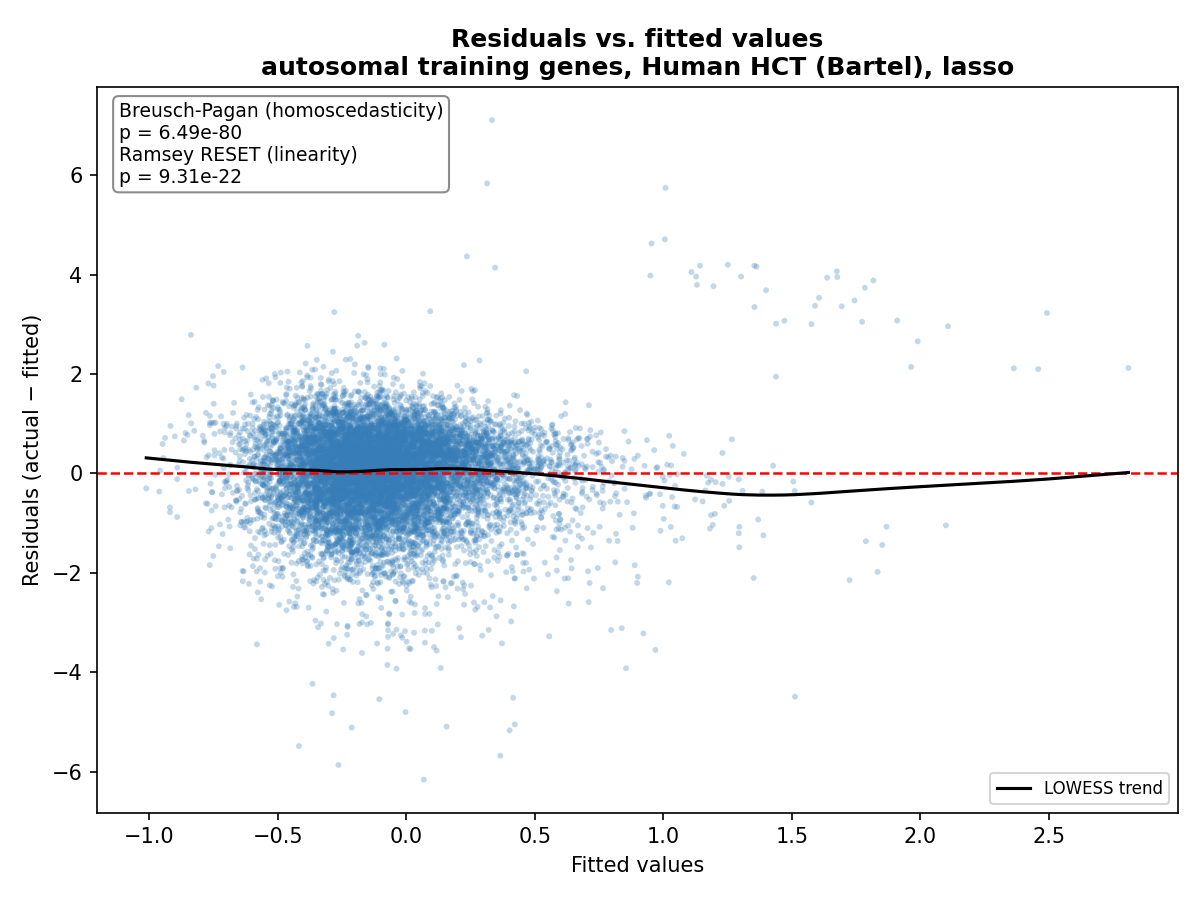 Residuals vs. fitted values
autosomal training genes, Human HCT (Bartel), lasso
Breusch-Pagan (homoscedasticity)
p = 6.49e-80
Ramsey RESET (linearity)
p = 9.31e-22
Residuals (actual − fitted)
6
4
2
0
−2
−4
−6
LOWESS trend
−1.0 −0.5 0.0 0.5 1.0 1.5 2.0 2.5
Fitted values